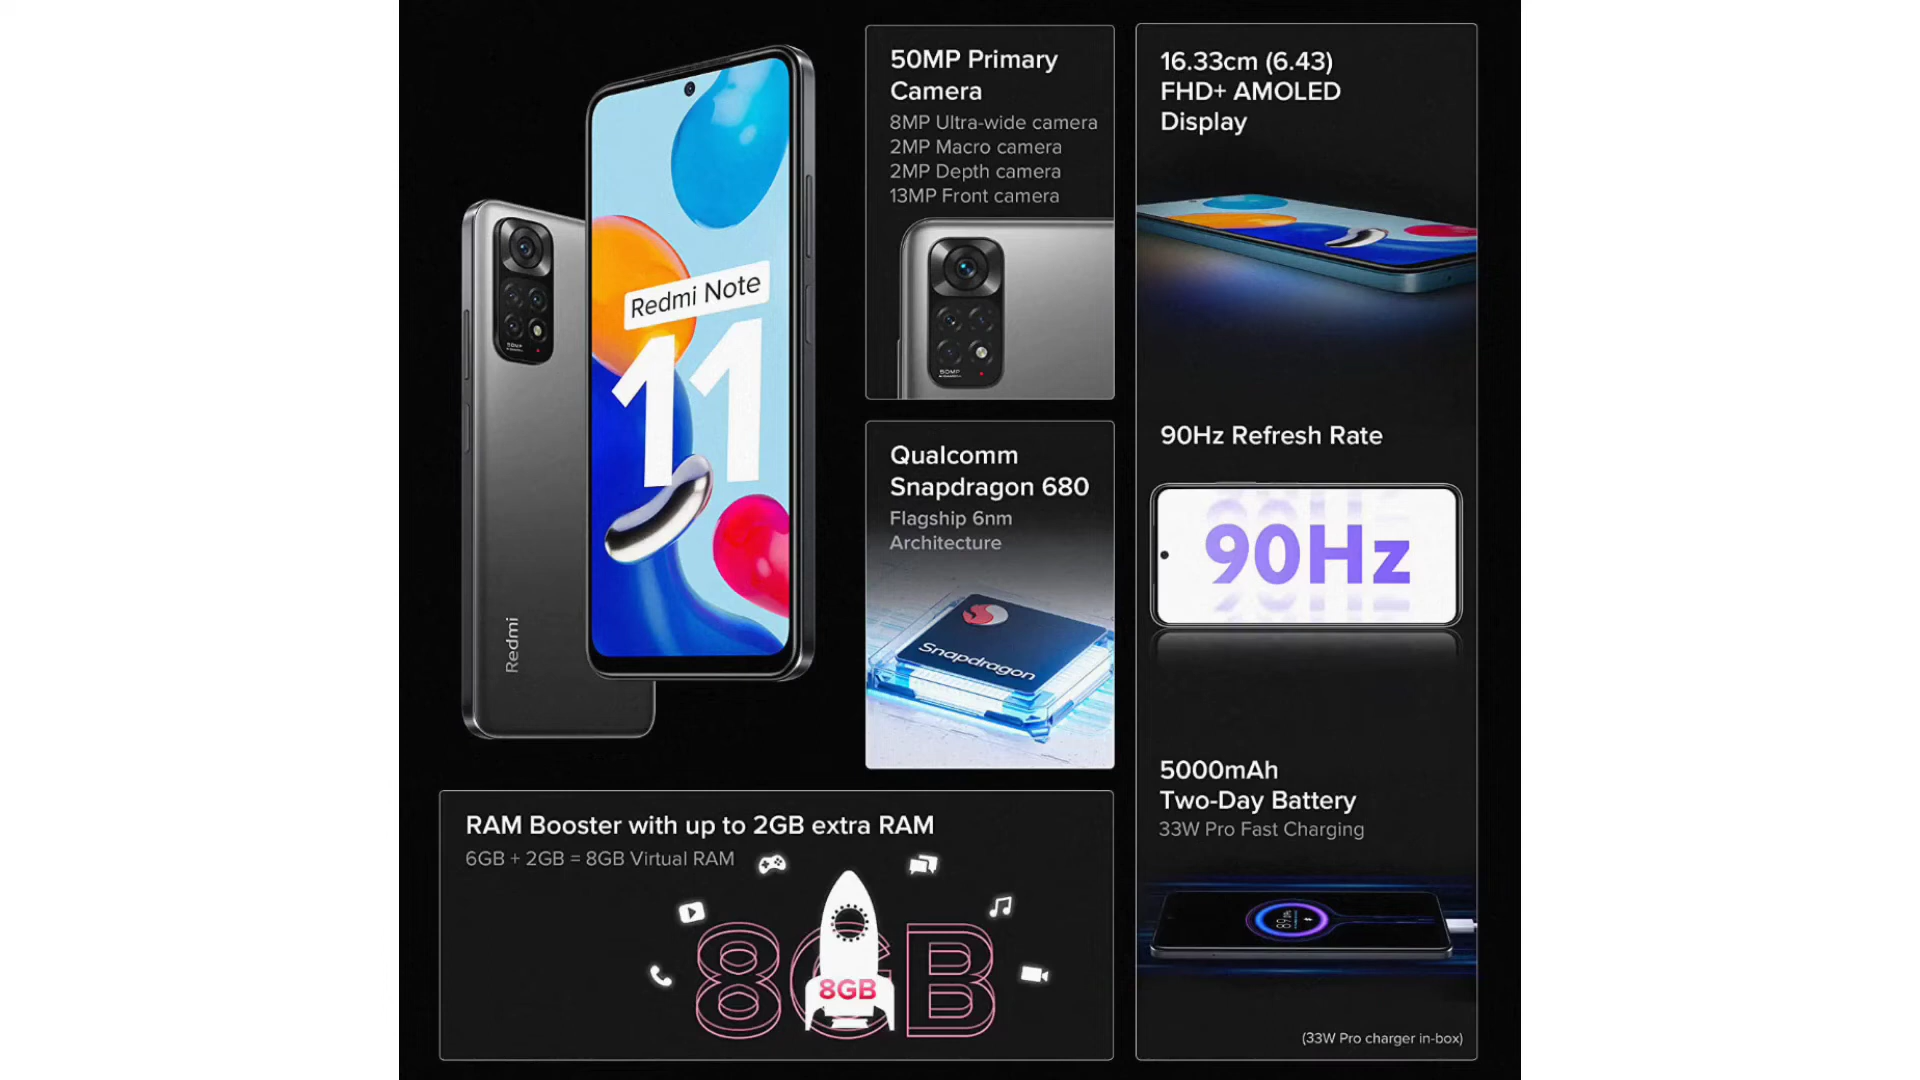 Redmi Note
11
Redmi
50MP
50MP Primary
Camera
8MP Ultra-wide camera
2MP Macro camera
2MP Depth camera
13MP Front camera
50MP
Qualcomm
Snapdragon 680
Flagship 6nm
Architecture
Snapdragon
16.33cm (6.43)
FHD+ AMOLED
Display
90Hz Refresh Rate
90Hz
5000mAh
Two-Day Battery
33W Pro Fast Charging
(33W Pro charger in-box)
RAM Booster with up to 2GB extra RAM
6GB + 2GB = 8GB Virtual RAM
8GB
8GB